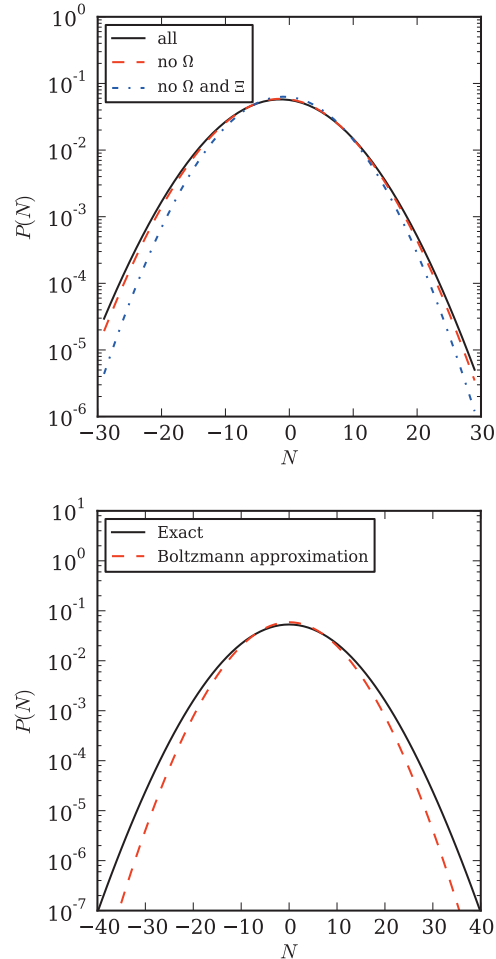 10^0
all
no Ω
no Ω and Ξ
10^-1
10^-2
P(N)
10^-3
10^-4
10^-5
10^-6
−30 −20 −10 0 10 20 30
N
10^1
Exact
Boltzmann approximation
10^0
10^-1
10^-2
P(N)
10^-3
10^-4
10^-5
10^-6
10^-7
−40 −30 −20 −10 0 10 20 30 40
N